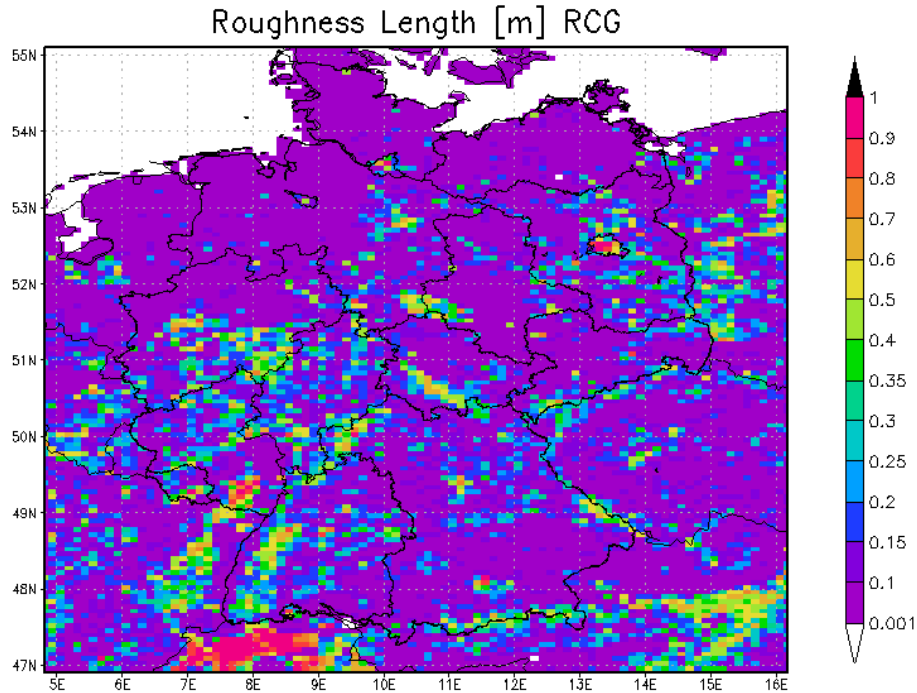 Roughness Length [m] RCG
55N
54N
53N
52N
51N
50N
49N
48N
47N
5E 6E 7E 8E 9E 10E 11E 12E 13E 14E 15E 16E
1
0.9
0.8
0.7
0.6
0.5
0.4
0.35
0.3
0.25
0.2
0.15
0.1
0.001